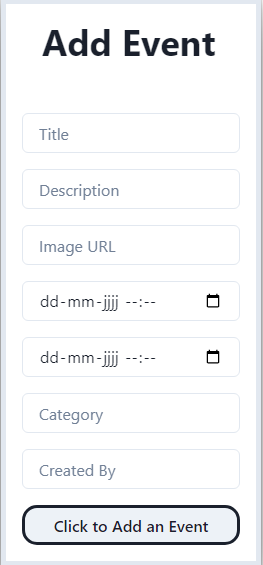 Add Event
Title
Description
Image URL
dd-mm-jjjj --:--
dd-mm-jjjj --:--
Category
Created By
Click to Add an Event